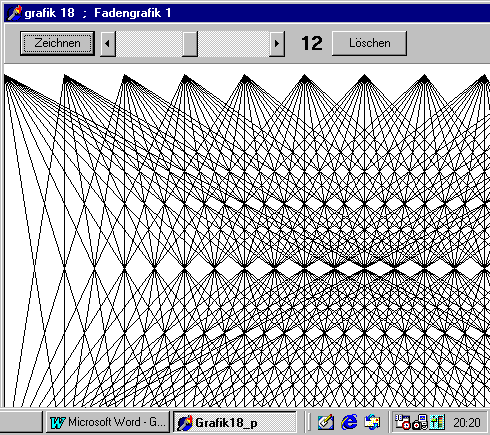 grafik 18 ; Fadengrafik 1
Zeichnen 12 Löschen
Microsoft Word - G... Grafik18_p 20:20